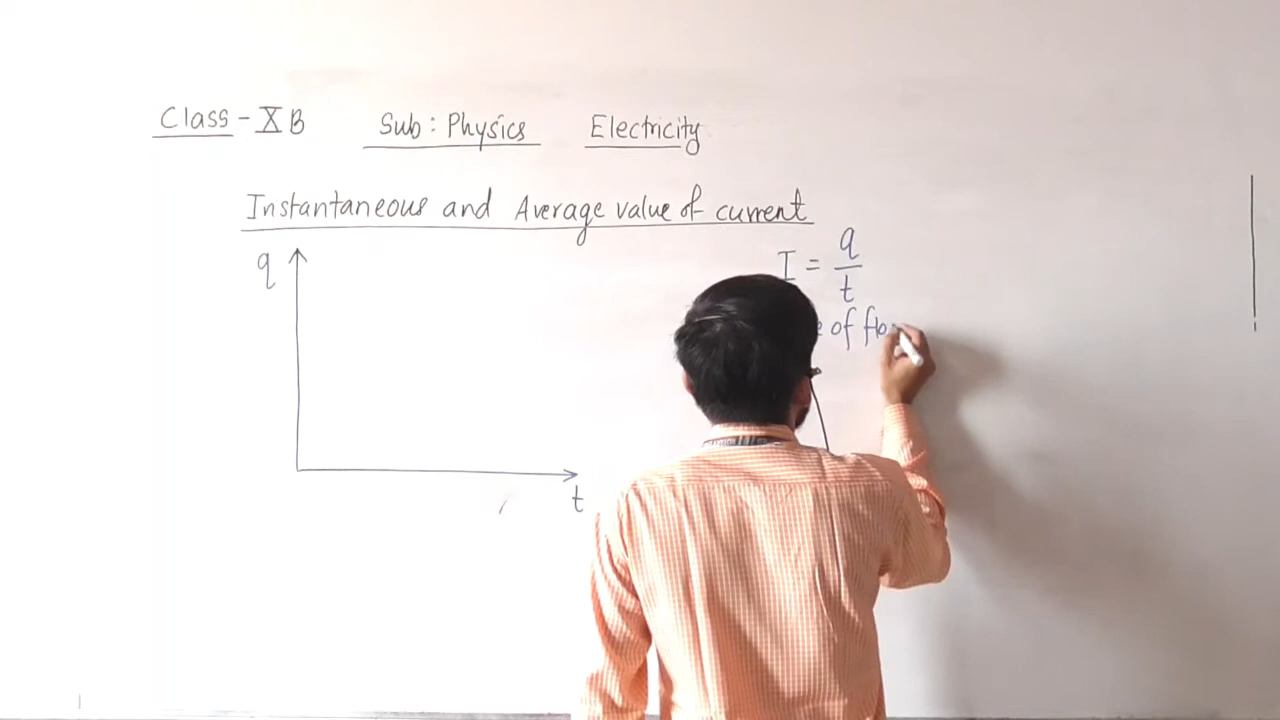 Class - X B Sub : Physics Electricity
Instantaneous and Average value of current
q
I = q/t
of flo
t